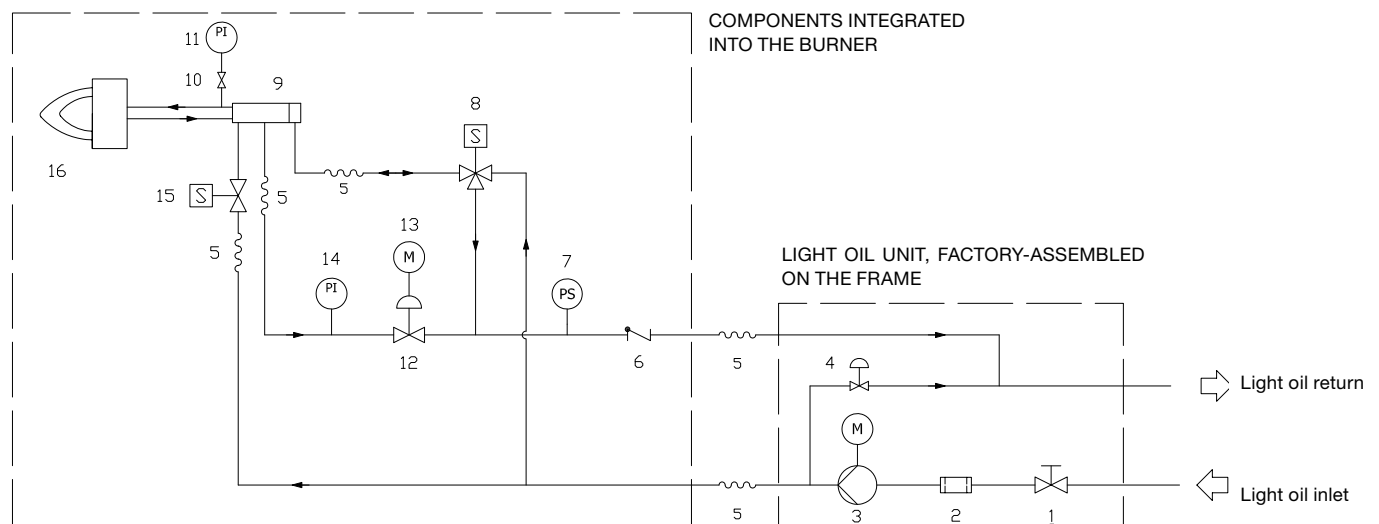 COMPONENTS INTEGRATED
INTO THE BURNER
11 PI
10
9
8
S
16
15 S
5
5
5
13
M
14
PI
7
PS
12
6
5
LIGHT OIL UNIT, FACTORY-ASSEMBLED
ON THE FRAME
4
Light oil return
M
Light oil inlet
5
3
2
1